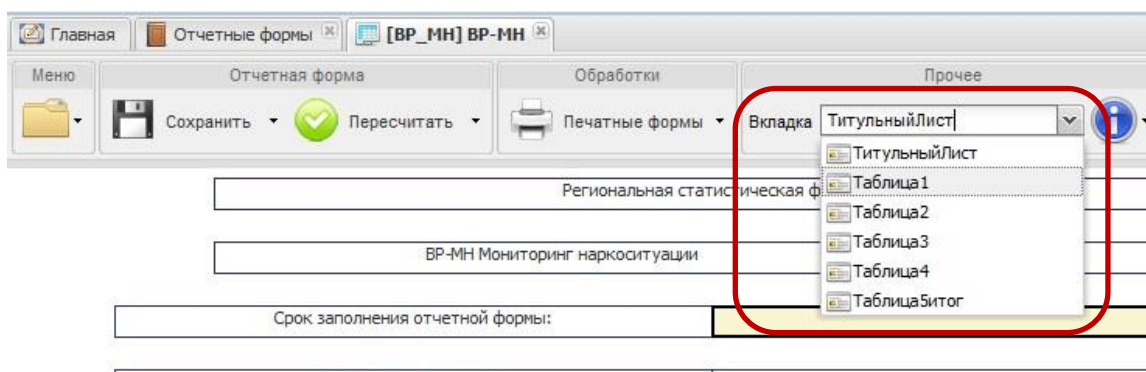 Главная Отчетные формы [ВР_МН] ВР-МН
Меню Отчетная форма Обработки Прочее
Сохранить Пересчитать Печатные формы Вкладка ТитульныйЛист
ТитульныйЛист
Региональная статистическая ф
Таблица1
Таблица2
ВР-МН Мониторинг наркоситуации
Таблица3
Таблица4
Таблица5итог
Срок заполнения отчетной формы: